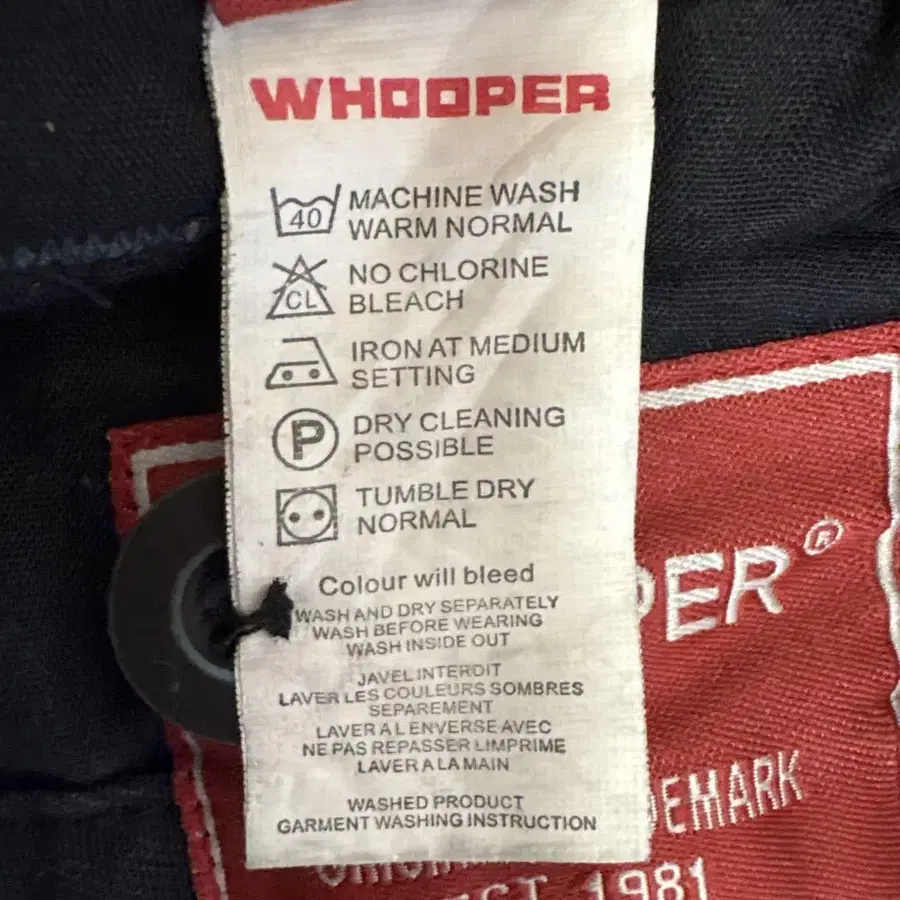 WHOOPER
40 MACHINE WASH
WARM NORMAL
CL NO CHLORINE
BLEACH
IRON AT MEDIUM
SETTING
P DRY CLEANING
POSSIBLE
TUMBLE DRY
NORMAL
Colour will bleed
WASH AND DRY SEPARATELY
WASH BEFORE WEARING
WASH INSIDE OUT
JAVEL INTERDIT
LAVER LES COULEURS SOMBRES
SEPAREMENT
LAVER A L ENVERSE AVEC
NE PAS REPASSER LIMPRIME
LAVER A LA MAIN
WASHED PRODUCT
GARMENT WASHING INSTRUCTION
PER®
DEMARK
1981